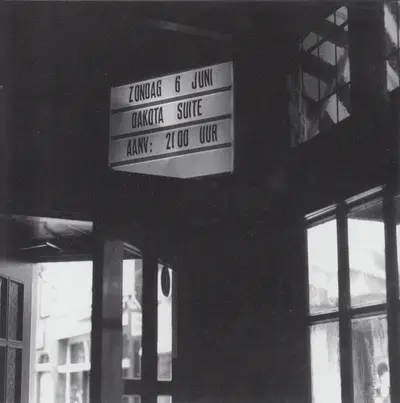 ZONDAG 6 JUNI
DAKOTA SUITE
AANV: 21 00 UUR